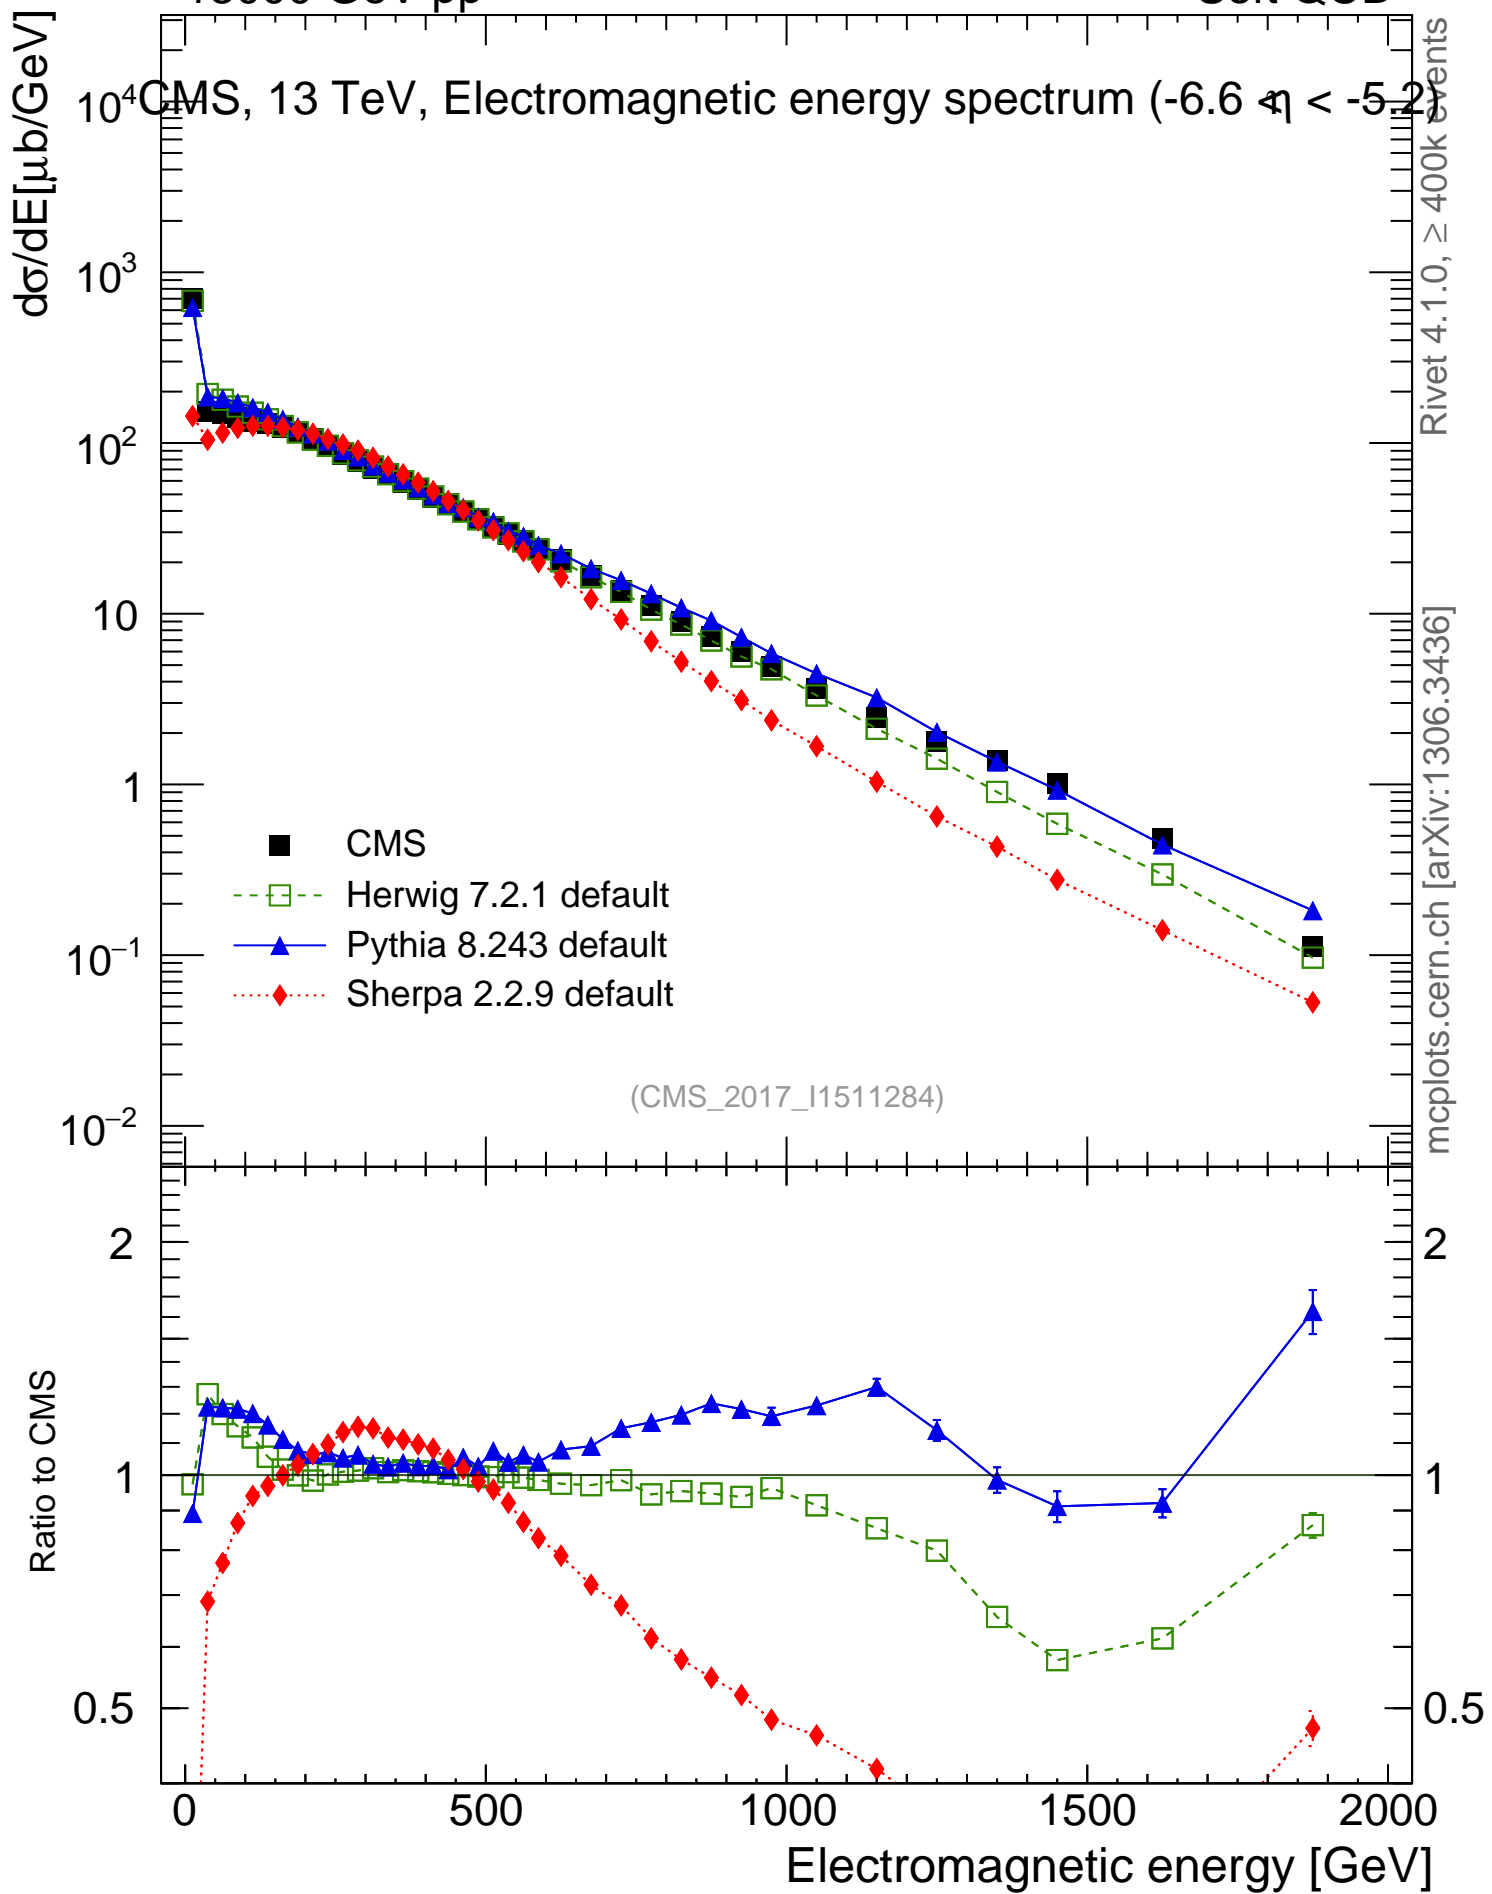 CMS, 13 TeV, Electromagnetic energy spectrum (-6.6 < η < -5.2)
dσ/dE[μb/GeV]
10⁴
10³
10²
10
1
10⁻¹
10⁻²
CMS
Herwig 7.2.1 default
Pythia 8.243 default
Sherpa 2.2.9 default
(CMS_2017_I1511284)
Rivet 4.1.0, ≥ 400k events
mcplots.cern.ch [arXiv:1306.3436]
Ratio to CMS
2
1
0.5
2
1
0.5
0 500 1000 1500 2000
Electromagnetic energy [GeV]